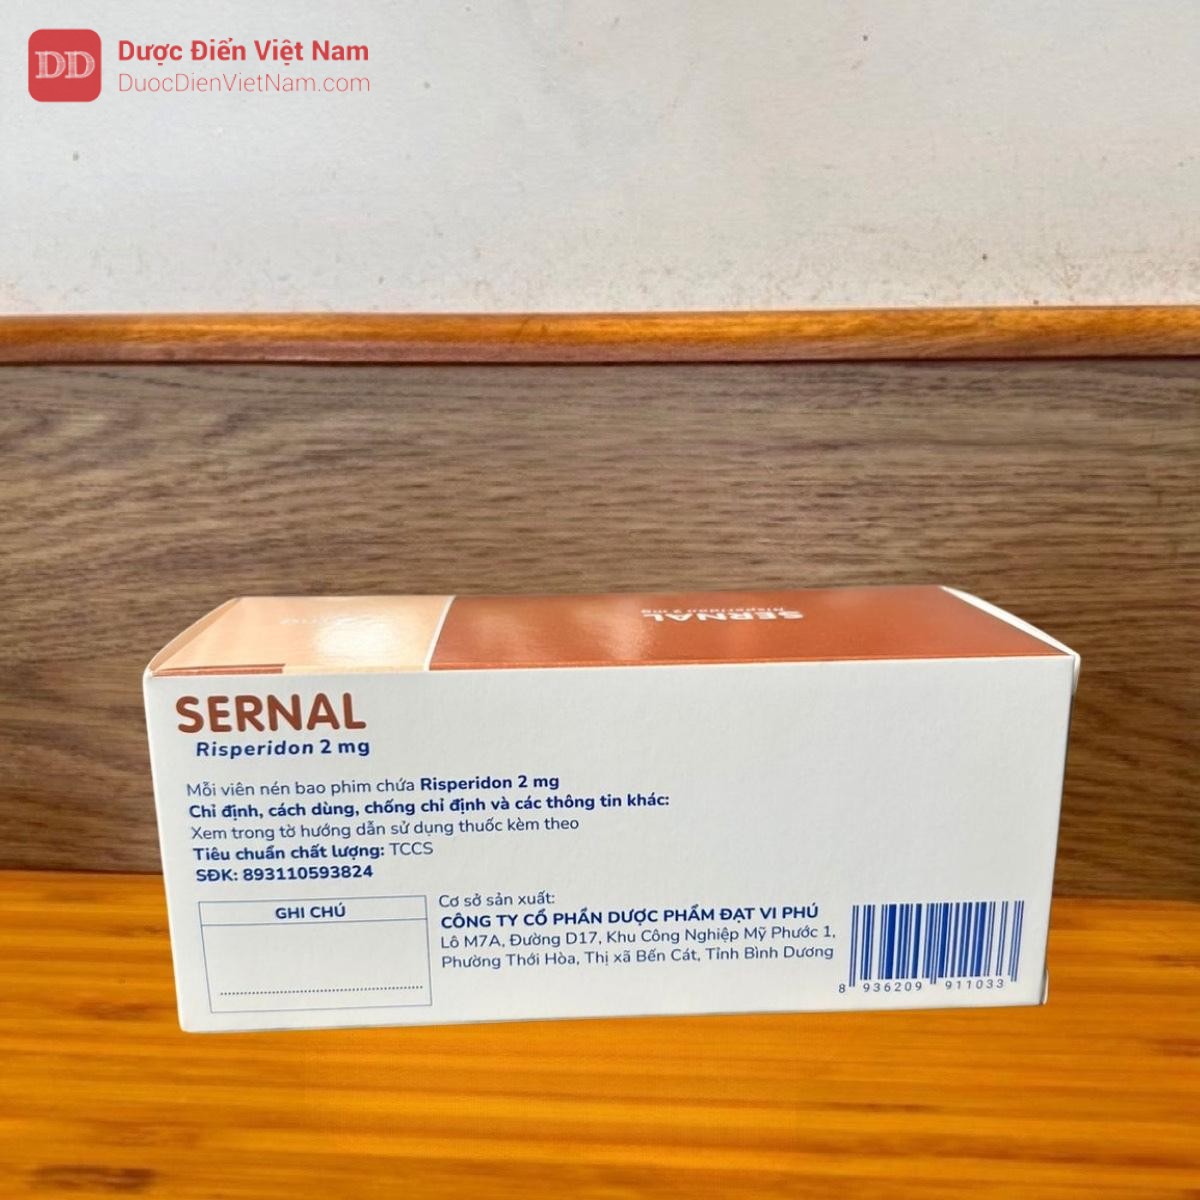 DD
Dược Điển Việt Nam
DuocDienVietNam.com
SERNAL
Risperidon 2 mg
SERNAL
Risperidon 2 mg
Mỗi viên nén bao phim chứa Risperidon 2 mg
Chỉ định, cách dùng, chống chỉ định và các thông tin khác:
Xem trong tờ hướng dẫn sử dụng thuốc kèm theo
Tiêu chuẩn chất lượng: TCCS
SĐK: 893110593824
GHI CHÚ
Cơ sở sản xuất:
CÔNG TY CỔ PHẦN DƯỢC PHẨM ĐẠT VI PHÚ
Lô M7A, Đường D17, Khu Công Nghiệp Mỹ Phước 1,
Phường Thới Hòa, Thị xã Bến Cát, Tỉnh Bình Dương
8 936209 911033